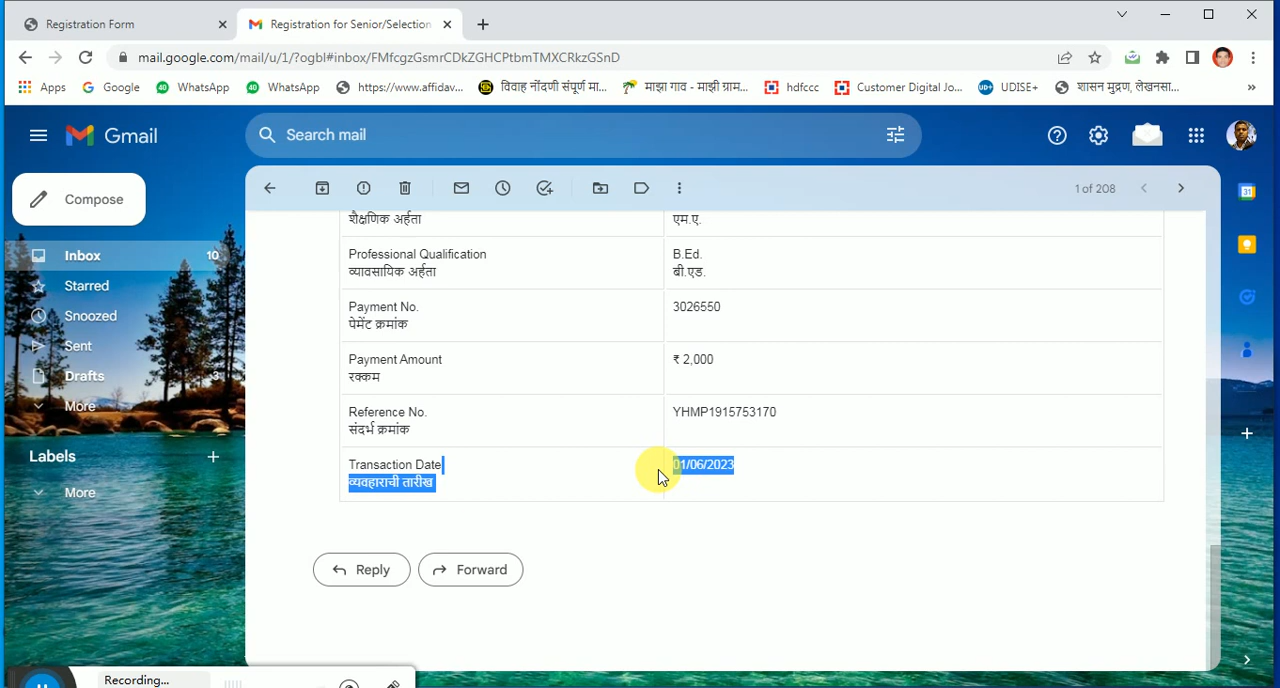 Registration Form
Registration for Senior/Selection
mail.google.com/mail/u/1/?ogbl#inbox/FMfcgzGsmrCDkZGHCPtbmTMXCRkzGSnD
Apps
Google
WhatsApp
WhatsApp
https://www.affidav...
विवाह नोंदणी संपूर्ण मा...
माझा गाव - माझी ग्राम...
hdfccc
Customer Digital Jo...
UDISE+
शासन मुद्रण, लेखनसा...
Gmail
Search mail
Compose
1 of 208
Inbox 10
Starred
Snoozed
Sent
Drafts 3
More
Labels
More
शैक्षणिक अर्हता
एम.ए.
Professional Qualification
व्यावसायिक अर्हता
B.Ed.
बी.एड.
Payment No.
पेमेंट क्रमांक
3026550
Payment Amount
रक्कम
₹ 2,000
Reference No.
संदर्भ क्रमांक
YHMP1915753170
Transaction Date
व्यवहाराची तारीख
01/06/2023
Reply
Forward
Recording...